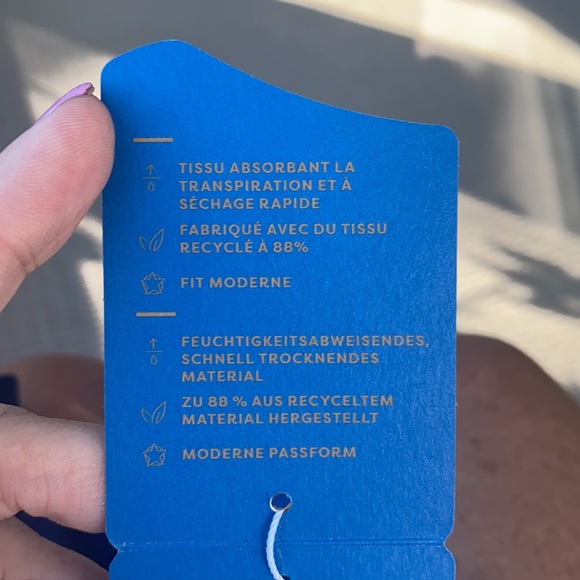 TISSU ABSORBANT LA
TRANSPIRATION ET À
SÉCHAGE RAPIDE
FABRIQUÉ AVEC DU TISSU
RECYCLÉ À 88%
FIT MODERNE
FEUCHTIGKEITSABWEISENDES,
SCHNELL TROCKNENDES
MATERIAL
ZU 88 % AUS RECYCELTEM
MATERIAL HERGESTELLT
MODERNE PASSFORM